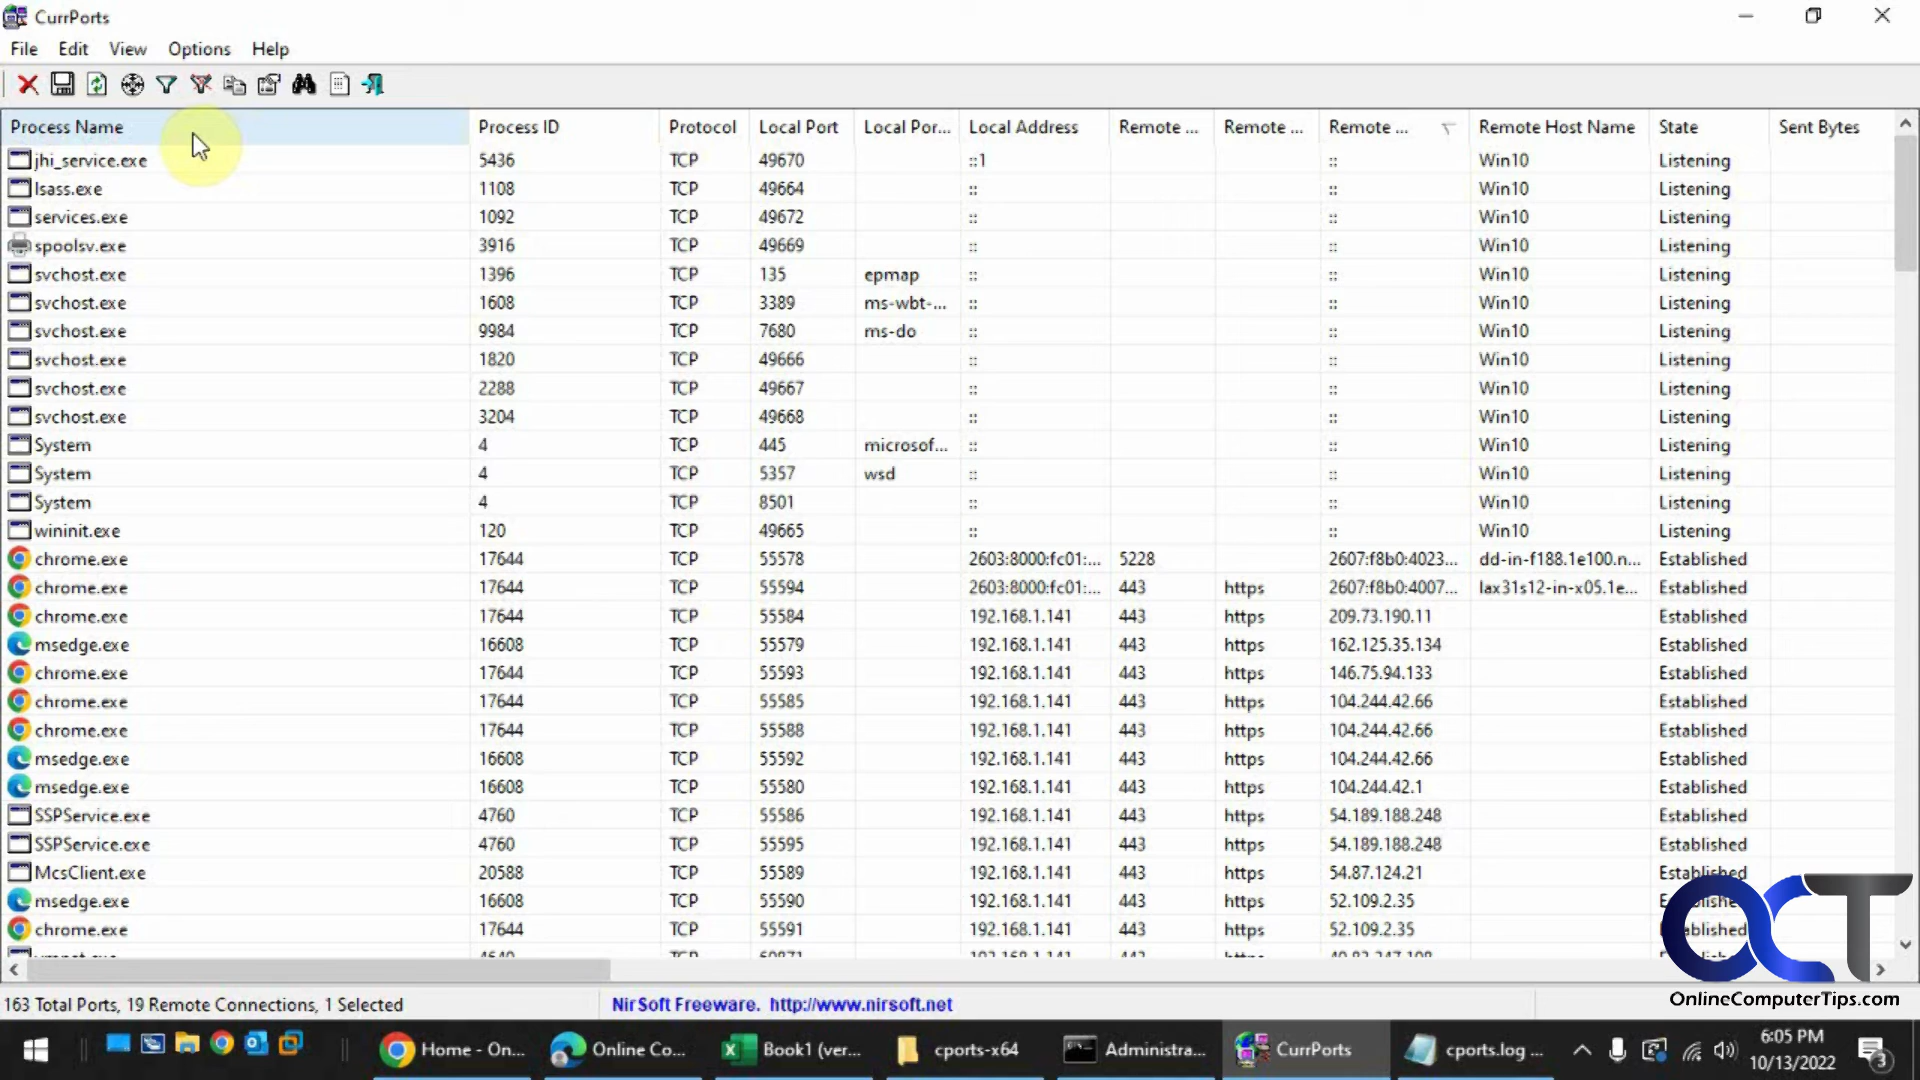 CurrPorts
File Edit View Options Help
Process Name Process ID Protocol Local Port Local Por... Local Address Remote ... Remote ... Remote ... Remote Host Name State Sent Bytes
jhi_service.exe 5436 TCP 49670 ::1 :: Win10 Listening
lsass.exe 1108 TCP 49664 :: :: Win10 Listening
services.exe 1092 TCP 49672 :: :: Win10 Listening
spoolsv.exe 3916 TCP 49669 :: :: Win10 Listening
svchost.exe 1396 TCP 135 epmap :: :: Win10 Listening
svchost.exe 1608 TCP 3389 ms-wbt-... :: :: Win10 Listening
svchost.exe 9984 TCP 7680 ms-do :: :: Win10 Listening
svchost.exe 1820 TCP 49666 :: :: Win10 Listening
svchost.exe 2288 TCP 49667 :: :: Win10 Listening
svchost.exe 3204 TCP 49668 :: :: Win10 Listening
System 4 TCP 445 microsof... :: :: Win10 Listening
System 4 TCP 5357 wsd :: :: Win10 Listening
System 4 TCP 8501 :: :: Win10 Listening
wininit.exe 120 TCP 49665 :: :: Win10 Listening
chrome.exe 17644 TCP 55578 2603:8000:fc01:... 5228 2607:f8b0:4023... dd-in-f188.1e100.n... Established
chrome.exe 17644 TCP 55594 2603:8000:fc01:... 443 https 2607:f8b0:4007... lax31s12-in-x05.1e... Established
chrome.exe 17644 TCP 55584 192.168.1.141 443 https 209.73.190.11 Established
msedge.exe 16608 TCP 55579 192.168.1.141 443 https 162.125.35.134 Established
chrome.exe 17644 TCP 55593 192.168.1.141 443 https 146.75.94.133 Established
chrome.exe 17644 TCP 55585 192.168.1.141 443 https 104.244.42.66 Established
chrome.exe 17644 TCP 55588 192.168.1.141 443 https 104.244.42.66 Established
msedge.exe 16608 TCP 55592 192.168.1.141 443 https 104.244.42.66 Established
msedge.exe 16608 TCP 55580 192.168.1.141 443 https 104.244.42.1 Established
SSPService.exe 4760 TCP 55586 192.168.1.141 443 https 54.189.188.248 Established
SSPService.exe 4760 TCP 55595 192.168.1.141 443 https 54.189.188.248 Established
McsClient.exe 20588 TCP 55589 192.168.1.141 443 https 54.87.124.21 Established
msedge.exe 16608 TCP 55590 192.168.1.141 443 https 52.109.2.35
chrome.exe 17644 TCP 55591 192.168.1.141 443 https 52.109.2.35
OCT
OnlineComputerTips.com
163 Total Ports, 19 Remote Connections, 1 Selected NirSoft Freeware. http://www.nirsoft.net
Home - On... Online Co... Book1 (ver... cports-x64 Administra... CurrPorts cports.log ... 6:05 PM
10/13/2022 3